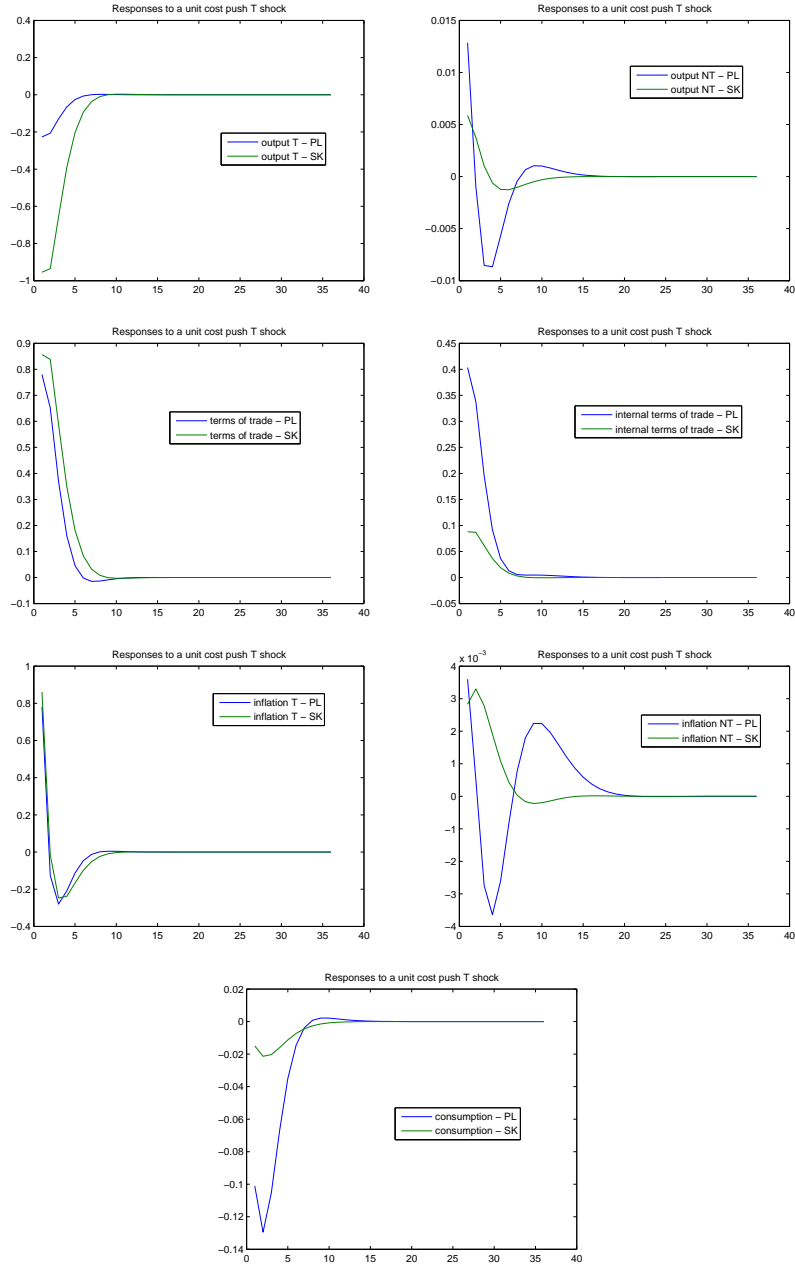 Responses to a unit cost push T shock
0.4
0.2
0
−0.2
−0.4
−0.6
−0.8
−1
0 5 10 15 20 25 30 35 40
output T − PL
output T − SK
Responses to a unit cost push T shock
0.015
0.01
0.005
0
−0.005
−0.01
0 5 10 15 20 25 30 35 40
output NT − PL
output NT − SK
Responses to a unit cost push T shock
0.9
0.8
0.7
0.6
0.5
0.4
0.3
0.2
0.1
0
−0.1
0 5 10 15 20 25 30 35 40
terms of trade − PL
terms of trade − SK
Responses to a unit cost push T shock
0.45
0.4
0.35
0.3
0.25
0.2
0.15
0.1
0.05
0
−0.05
0 5 10 15 20 25 30 35 40
internal terms of trade − PL
internal terms of trade − SK
Responses to a unit cost push T shock
1
0.8
0.6
0.4
0.2
0
−0.2
−0.4
0 5 10 15 20 25 30 35 40
inflation T − PL
inflation T − SK
Responses to a unit cost push T shock
x 10−3
4
3
2
1
0
−1
−2
−3
−4
0 5 10 15 20 25 30 35 40
inflation NT − PL
inflation NT − SK
Responses to a unit cost push T shock
0.02
0
−0.02
−0.04
−0.06
−0.08
−0.1
−0.12
−0.14
0 5 10 15 20 25 30 35 40
consumption − PL
consumption − SK